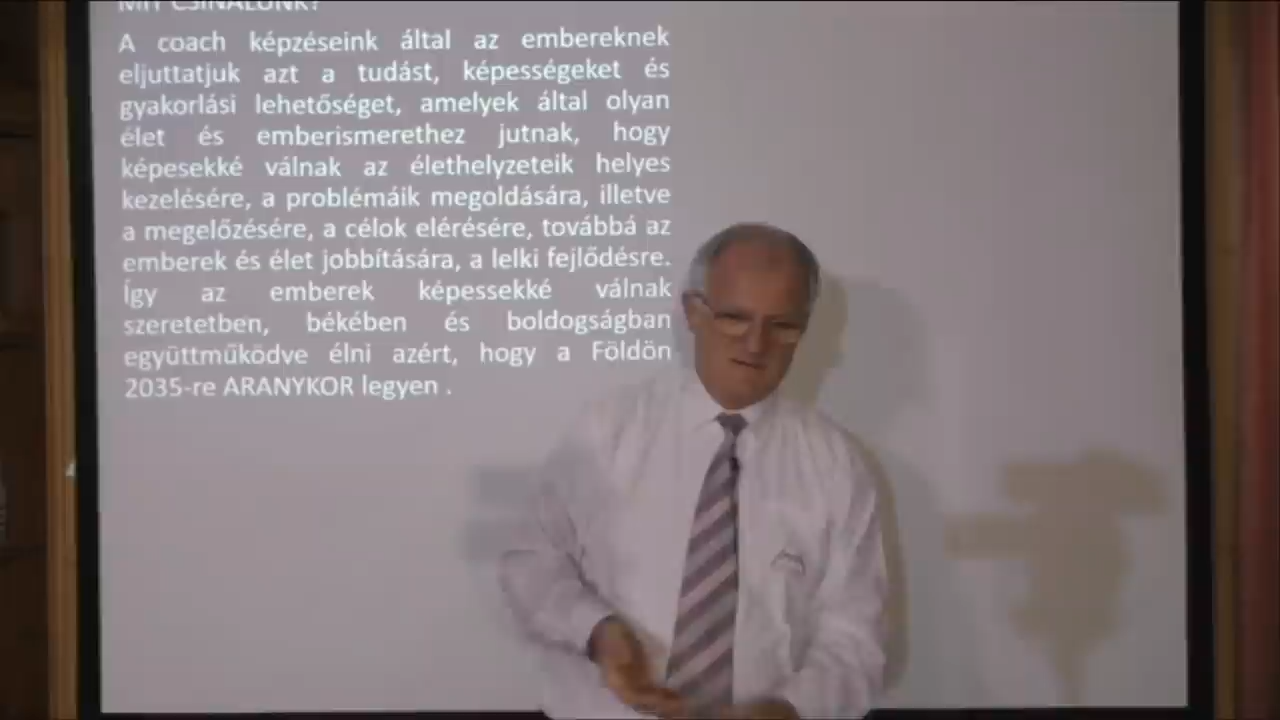 MIT CSINÁLUNK?
A coach képzéseink által az embereknek
eljuttatjuk azt a tudást, képességeket és
gyakorlási lehetőséget, amelyek által olyan
élet és emberismerethez jutnak, hogy
képesekké válnak az élethelyzeteik helyes
kezelésére, a problémáik megoldására, illetve
a megelőzésére, a célok elérésére, továbbá az
emberek és élet jobbítására, a lelki fejlődésre.
Így az emberek képessekké válnak
szeretetben, békében és boldogságban
együttműködve élni azért, hogy a Földön
2035-re ARANYKOR legyen .